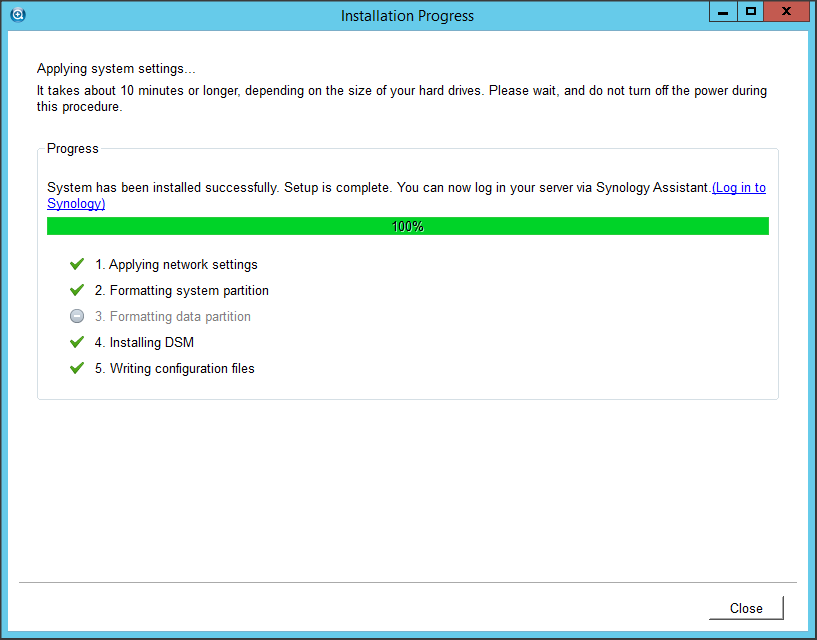 Installation Progress
Applying system settings...
It takes about 10 minutes or longer, depending on the size of your hard drives. Please wait, and do not turn off the power during
this procedure.
Progress
System has been installed successfully. Setup is complete. You can now log in your server via Synology Assistant.(Log in to
Synology)
100%
1. Applying network settings
2. Formatting system partition
3. Formatting data partition
4. Installing DSM
5. Writing configuration files
Close